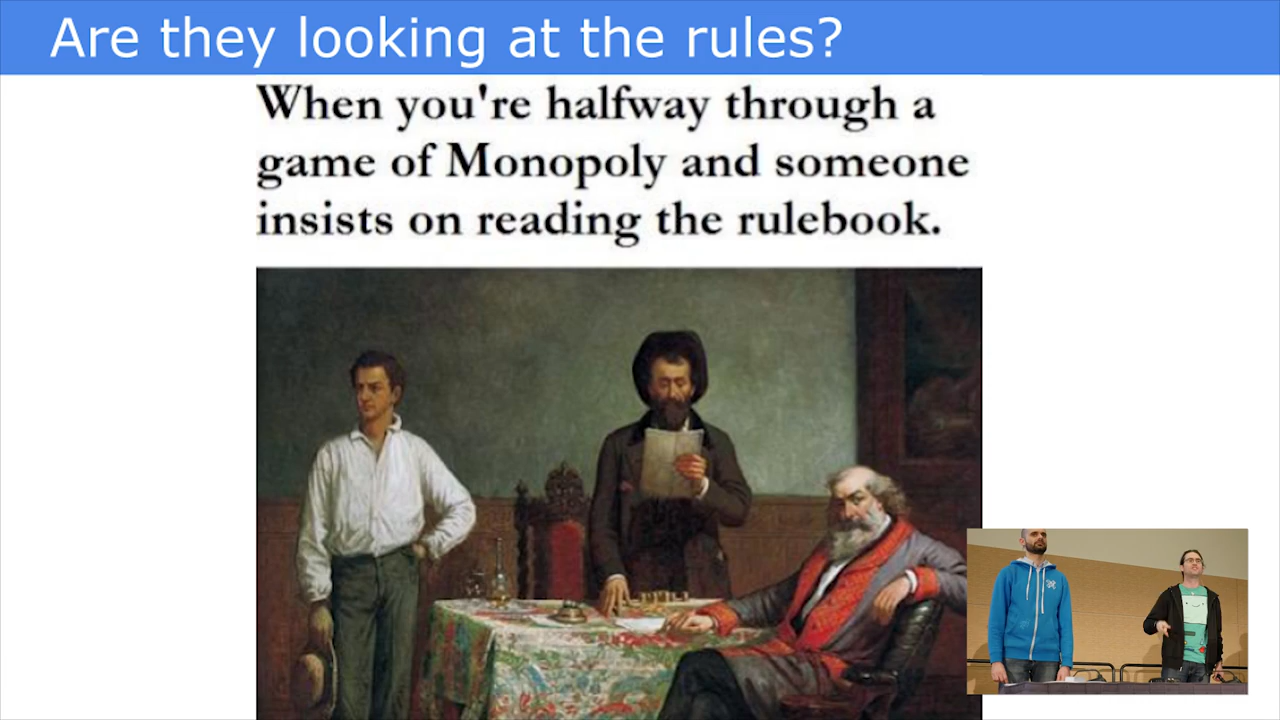 Are they looking at the rules?
When you're halfway through a
game of Monopoly and someone
insists on reading the rulebook.